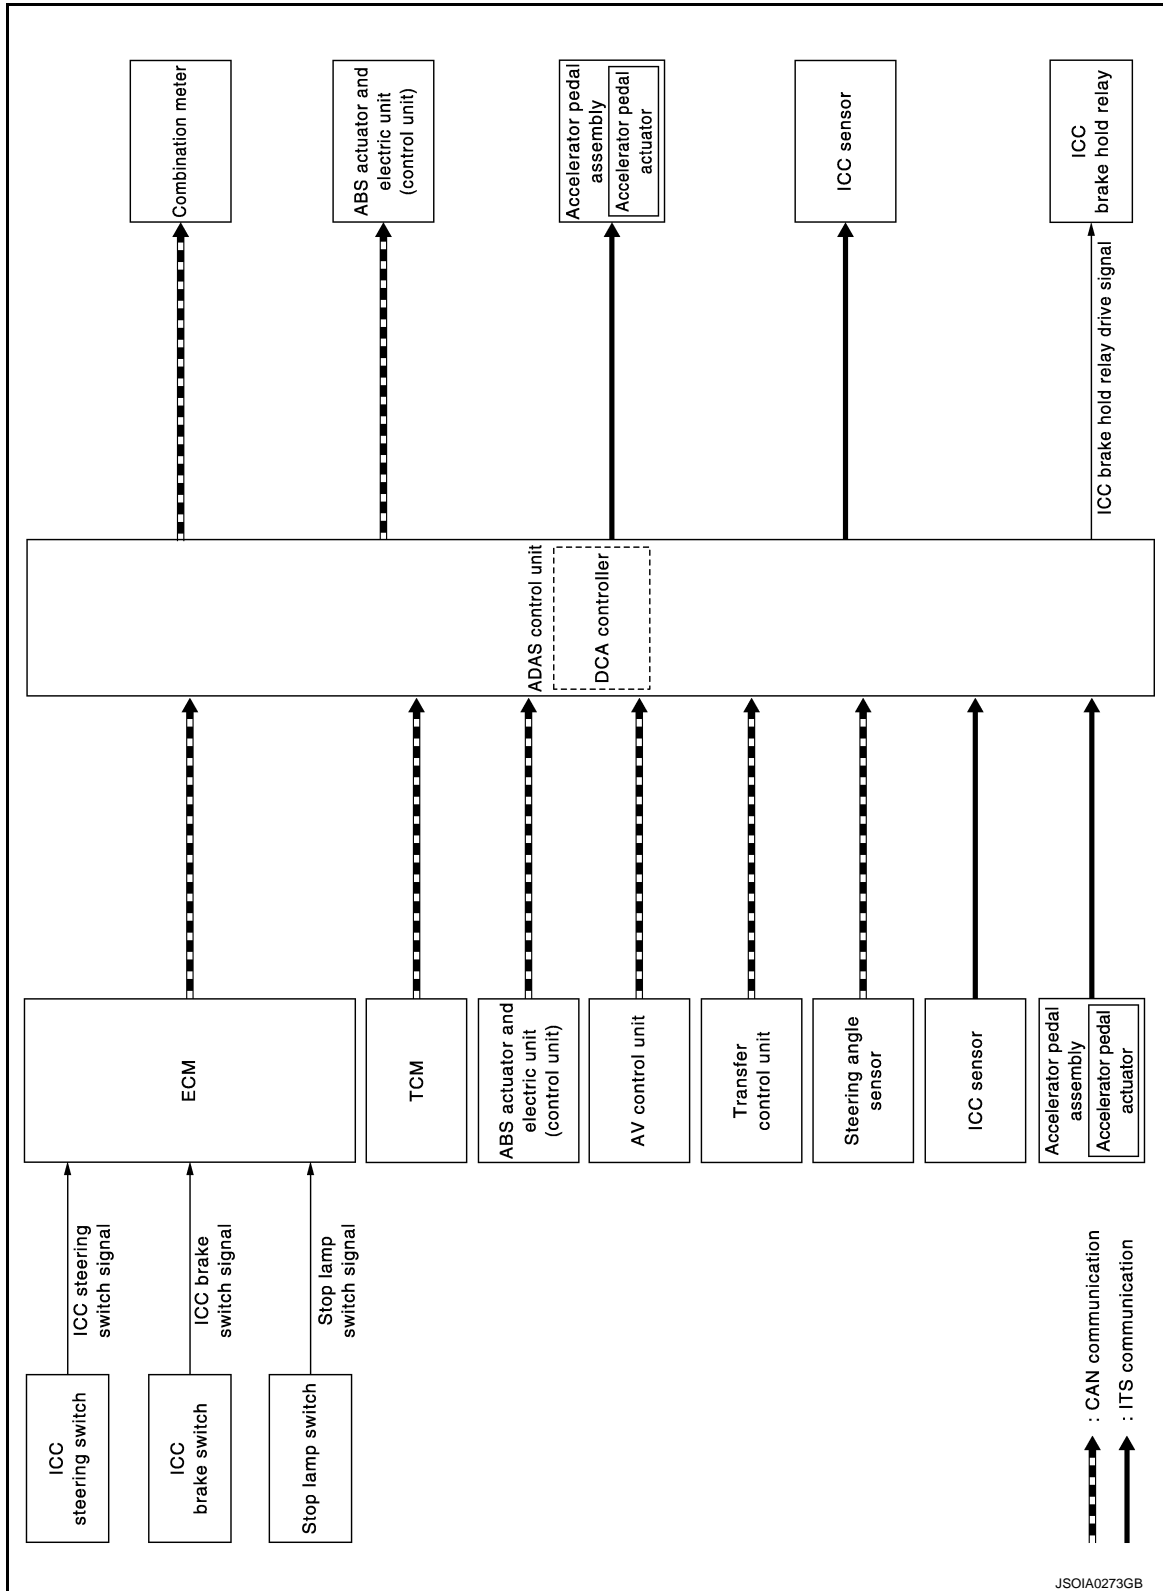 ICC
steering switch
ICC
brake switch
Stop lamp switch
ICC steering
switch signal
ICC brake
switch signal
Stop lamp
switch signal
ECM
TCM
ABS actuator and
electric unit
(control unit)
AV control unit
Transfer
control unit
Steering angle
sensor
ICC sensor
Accelerator pedal
assembly
Accelerator pedal
actuator
ADAS control unit
DCA controller
Combination meter
ABS actuator and
electric unit
(control unit)
Accelerator pedal
assembly
Accelerator pedal
actuator
ICC sensor
ICC brake hold relay drive signal
ICC
brake hold relay
: CAN communication
: ITS communication
JSOIA0273GB